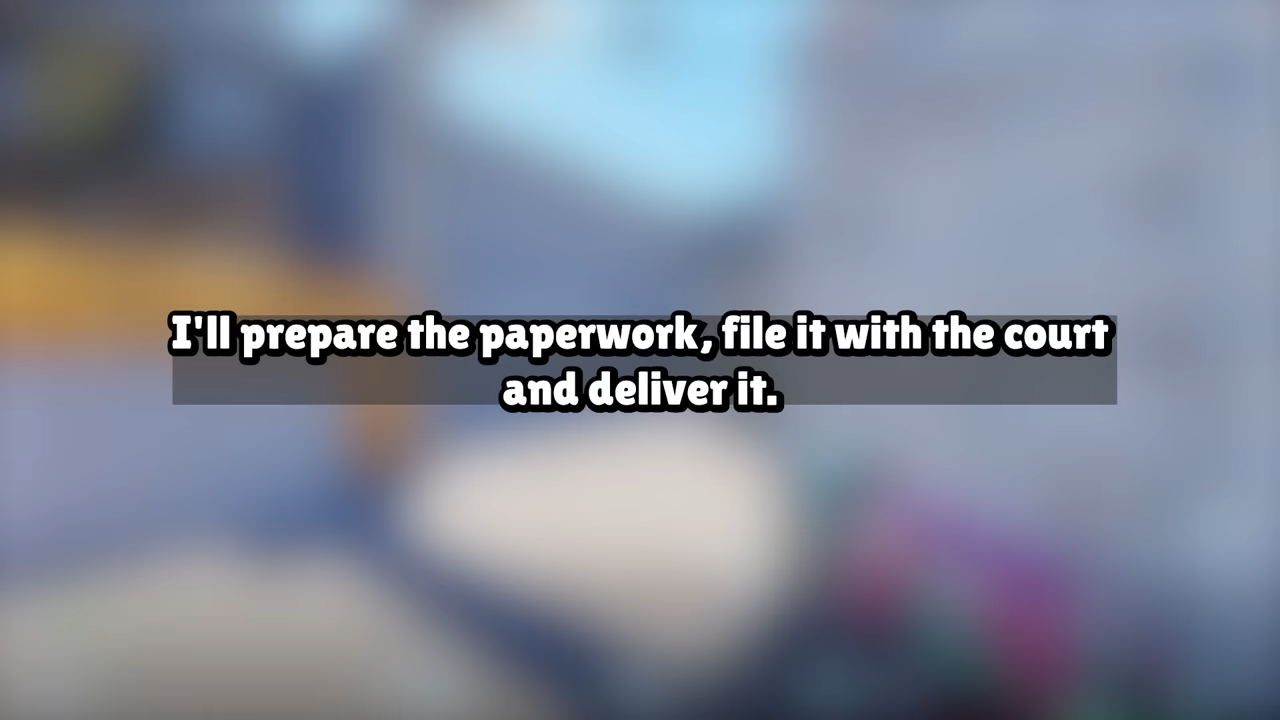 I'll prepare the paperwork, file it with the court
and deliver it.